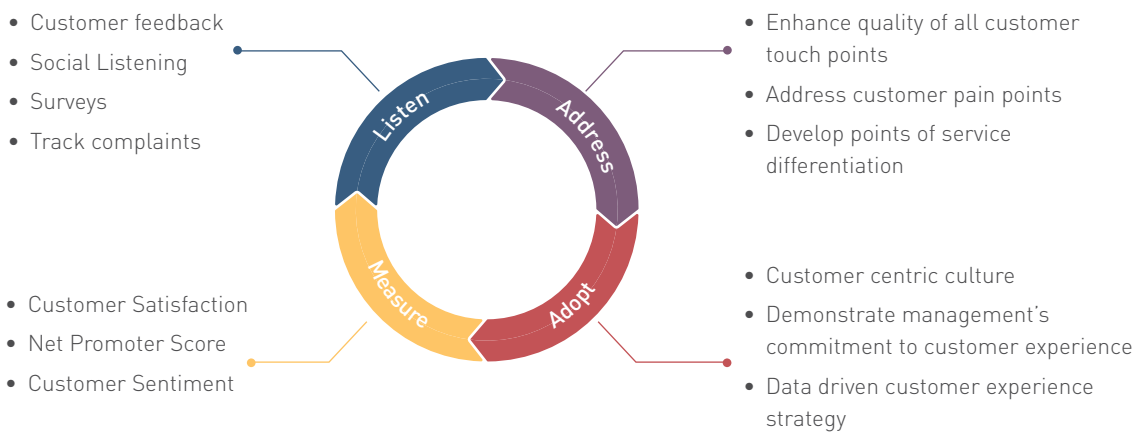 • Customer feedback
• Social Listening
• Surveys
• Track complaints
Listen
Address
• Enhance quality of all customer
touch points
• Address customer pain points
• Develop points of service
differentiation
Measure
Adopt
• Customer Satisfaction
• Net Promoter Score
• Customer Sentiment
• Customer centric culture
• Demonstrate management's
commitment to customer experience
• Data driven customer experience
strategy